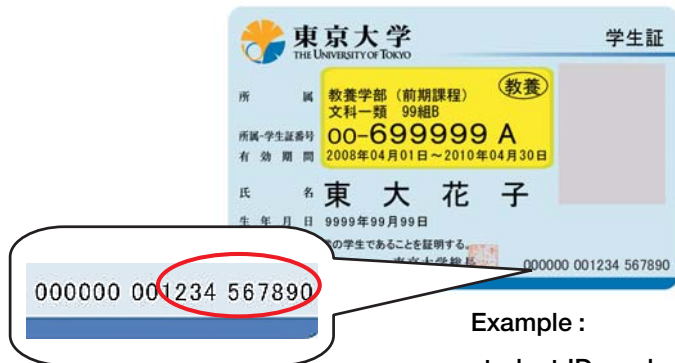 東京大学 学生証
THE UNIVERSITY OF TOKYO
所属 教養学部（前期課程） 教養
文科一類 99組B
所属-学生証番号 00-699999 A
有効期間 2008年04月01日～2010年04月30日
氏名 東大花子
生年月日 9999年99月99日
の学生であることを証明する。
000000 001234 567890
000000 001234 567890
Example :